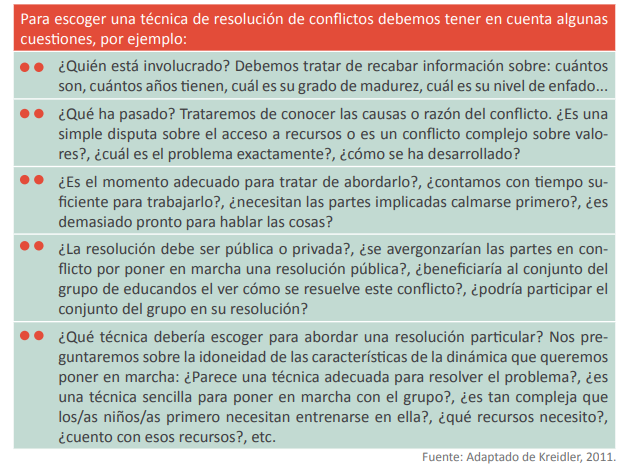 Para escoger una técnica de resolución de conflictos debemos tener en cuenta algunas
cuestiones, por ejemplo:
¿Quién está involucrado? Debemos tratar de recabar información sobre: cuántos
son, cuántos años tienen, cuál es su grado de madurez, cuál es su nivel de enfado...
¿Qué ha pasado? Trataremos de conocer las causas o razón del conflicto. ¿Es una
simple disputa sobre el acceso a recursos o es un conflicto complejo sobre valo-
res?, ¿cuál es el problema exactamente?, ¿cómo se ha desarrollado?
¿Es el momento adecuado para tratar de abordarlo?, ¿contamos con tiempo su-
ficiente para trabajarlo?, ¿necesitan las partes implicadas calmarse primero?, ¿es
demasiado pronto para hablar las cosas?
¿La resolución debe ser pública o privada?, ¿se avergonzarían las partes en con-
flicto por poner en marcha una resolución pública?, ¿beneficiaría al conjunto del
grupo de educandos el ver cómo se resuelve este conflicto?, ¿podría participar el
conjunto del grupo en su resolución?
¿Qué técnica debería escoger para abordar una resolución particular? Nos pre-
guntaremos sobre la idoneidad de las características de la dinámica que queremos
poner en marcha: ¿Parece una técnica adecuada para resolver el problema?, ¿es
una técnica sencilla para poner en marcha con el grupo?, ¿es tan compleja que
los/as niños/as primero necesitan entrenarse en ella?, ¿qué recursos necesito?,
¿cuento con esos recursos?, etc.
Fuente: Adaptado de Kreidler, 2011.